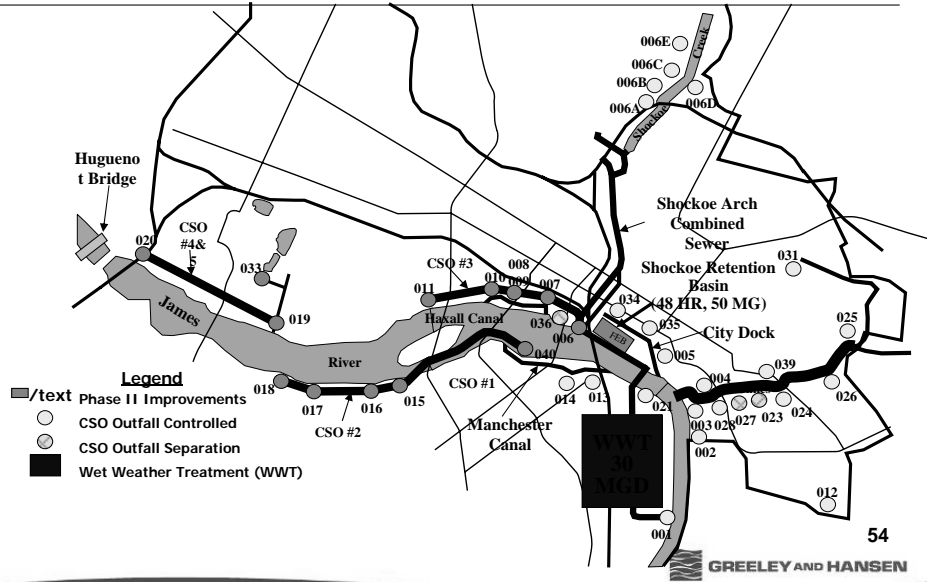 006E
Creek
006C
006B
006A
006D
Shockoe
Hugueno
t Bridge
Shockoe Arch
Combined
Sewer
020
CSO
#4&
5
033
031
Shockoe Retention
Basin
(48 HR, 50 MG)
CSO #3
008
010
009
007
011
019
James
Haxall Canal
036
006
034
035
City Dock
FEB
025
River
040
005
004
039
018
017
016
015
CSO #1
CSO #2
014
013
021
003
028
027
023
024
026
002
Manchester
Canal
WWT
30
MGD
012
001
Legend
/text Phase II Improvements
CSO Outfall Controlled
CSO Outfall Separation
Wet Weather Treatment (WWT)
54
GREELEY AND HANSEN